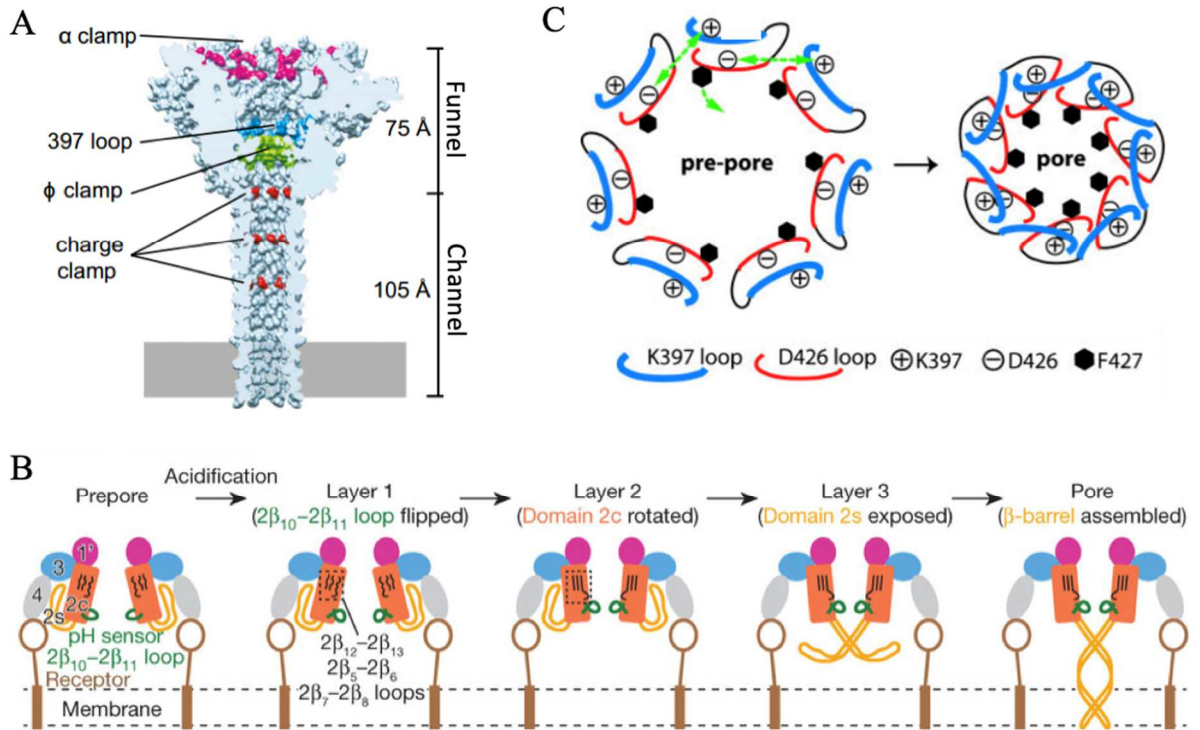 A
α clamp
397 loop
ϕ clamp
charge
clamp
75 Å
Funnel
105 Å
Channel
C
pre-pore
pore
K397 loop
D426 loop
⊕K397
⊖D426
F427
B
Prepore
Acidification
Layer 1
(2β10–2β11 loop flipped)
Layer 2
(Domain 2c rotated)
Layer 3
(Domain 2s exposed)
Pore
(β-barrel assembled)
1'
3
4
2c
2s
pH sensor
2β10–2β11 loop
Receptor
Membrane
2β12–2β13
2β5–2β6
2β7–2β8 loops